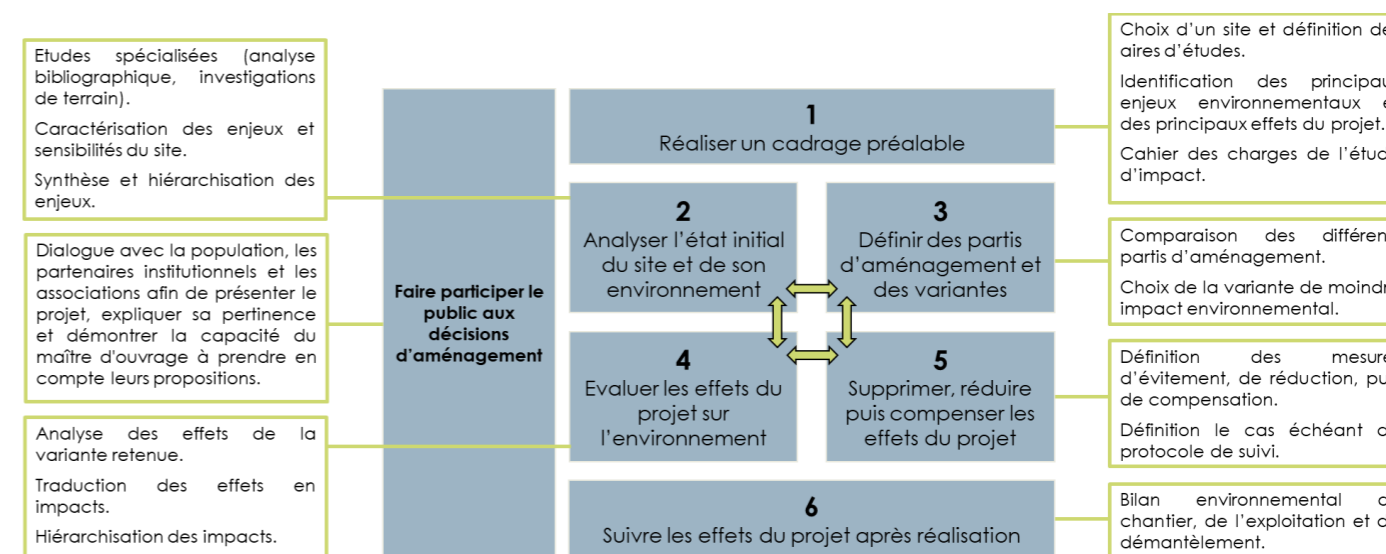 Etudes spécialisées (analyse
bibliographique, investigations
de terrain).
Caractérisation des enjeux et
sensibilités du site.
Synthèse et hiérarchisation des
enjeux.
Dialogue avec la population, les
partenaires institutionnels et les
associations afin de présenter le
projet, expliquer sa pertinence
et démontrer la capacité du
maître d'ouvrage à prendre en
compte leurs propositions.
Analyse des effets de la
variante retenue.
Traduction des effets en
impacts.
Hiérarchisation des impacts.
Faire participer le
public aux
décisions
d'aménagement
1
Réaliser un cadrage préalable
2
Analyser l'état initial
du site et de son
environnement
3
Définir des partis
d'aménagement et
des variantes
4
Evaluer les effets du
projet sur
l'environnement
5
Supprimer, réduire
puis compenser les
effets du projet
6
Suivre les effets du projet après réalisation
Choix d'un site et définition de
aires d'études.
Identification des principau
enjeux environnementaux e
des principaux effets du projet.
Cahier des charges de l'étud
d'impact.
Comparaison des différen
partis d'aménagement.
Choix de la variante de moindr
impact environnemental.
Définition des mesure
d'évitement, de réduction, pu
de compensation.
Définition le cas échéant d
protocole de suivi.
Bilan environnemental d
chantier, de l'exploitation et d
démantèlement.